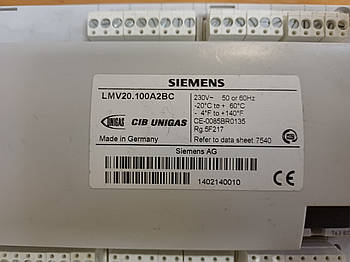 SIEMENS
LMV20.100A2BC
230V~ 50 or 60Hz
-20°C to + 60°C
- 4°F to +140°F
UNIGAS CIB UNIGAS
CE-0085BR0135
Rg.5F217
Made in Germany
Refer to data sheet 7540
Siemens AG
1402140010